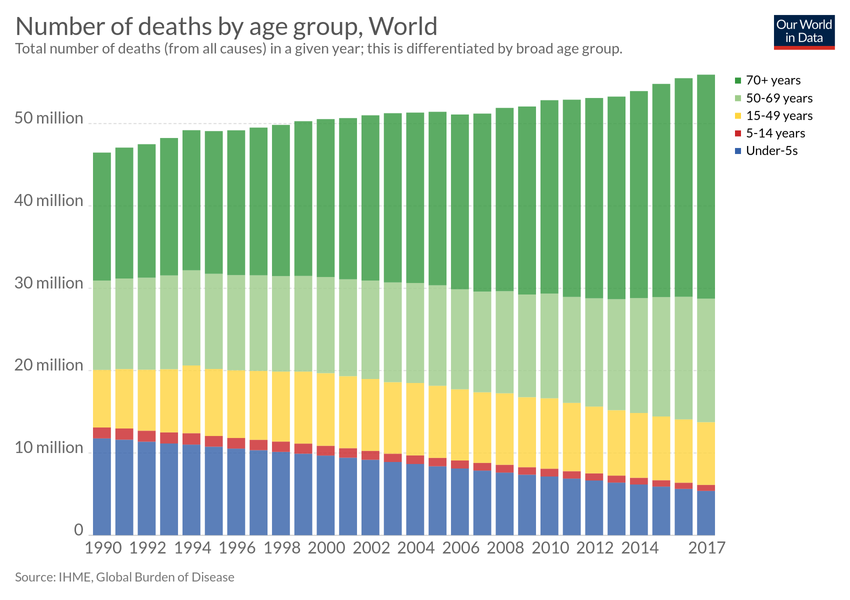 Number of deaths by age group, World
Total number of deaths (from all causes) in a given year; this is differentiated by broad age group.
Our World
in Data
70+ years
50-69 years
15-49 years
5-14 years
Under-5s
50 million
40 million
30 million
20 million
10 million
0
1990 1992 1994 1996 1998 2000 2002 2004 2006 2008 2010 2012 2014 2017
Source: IHME, Global Burden of Disease